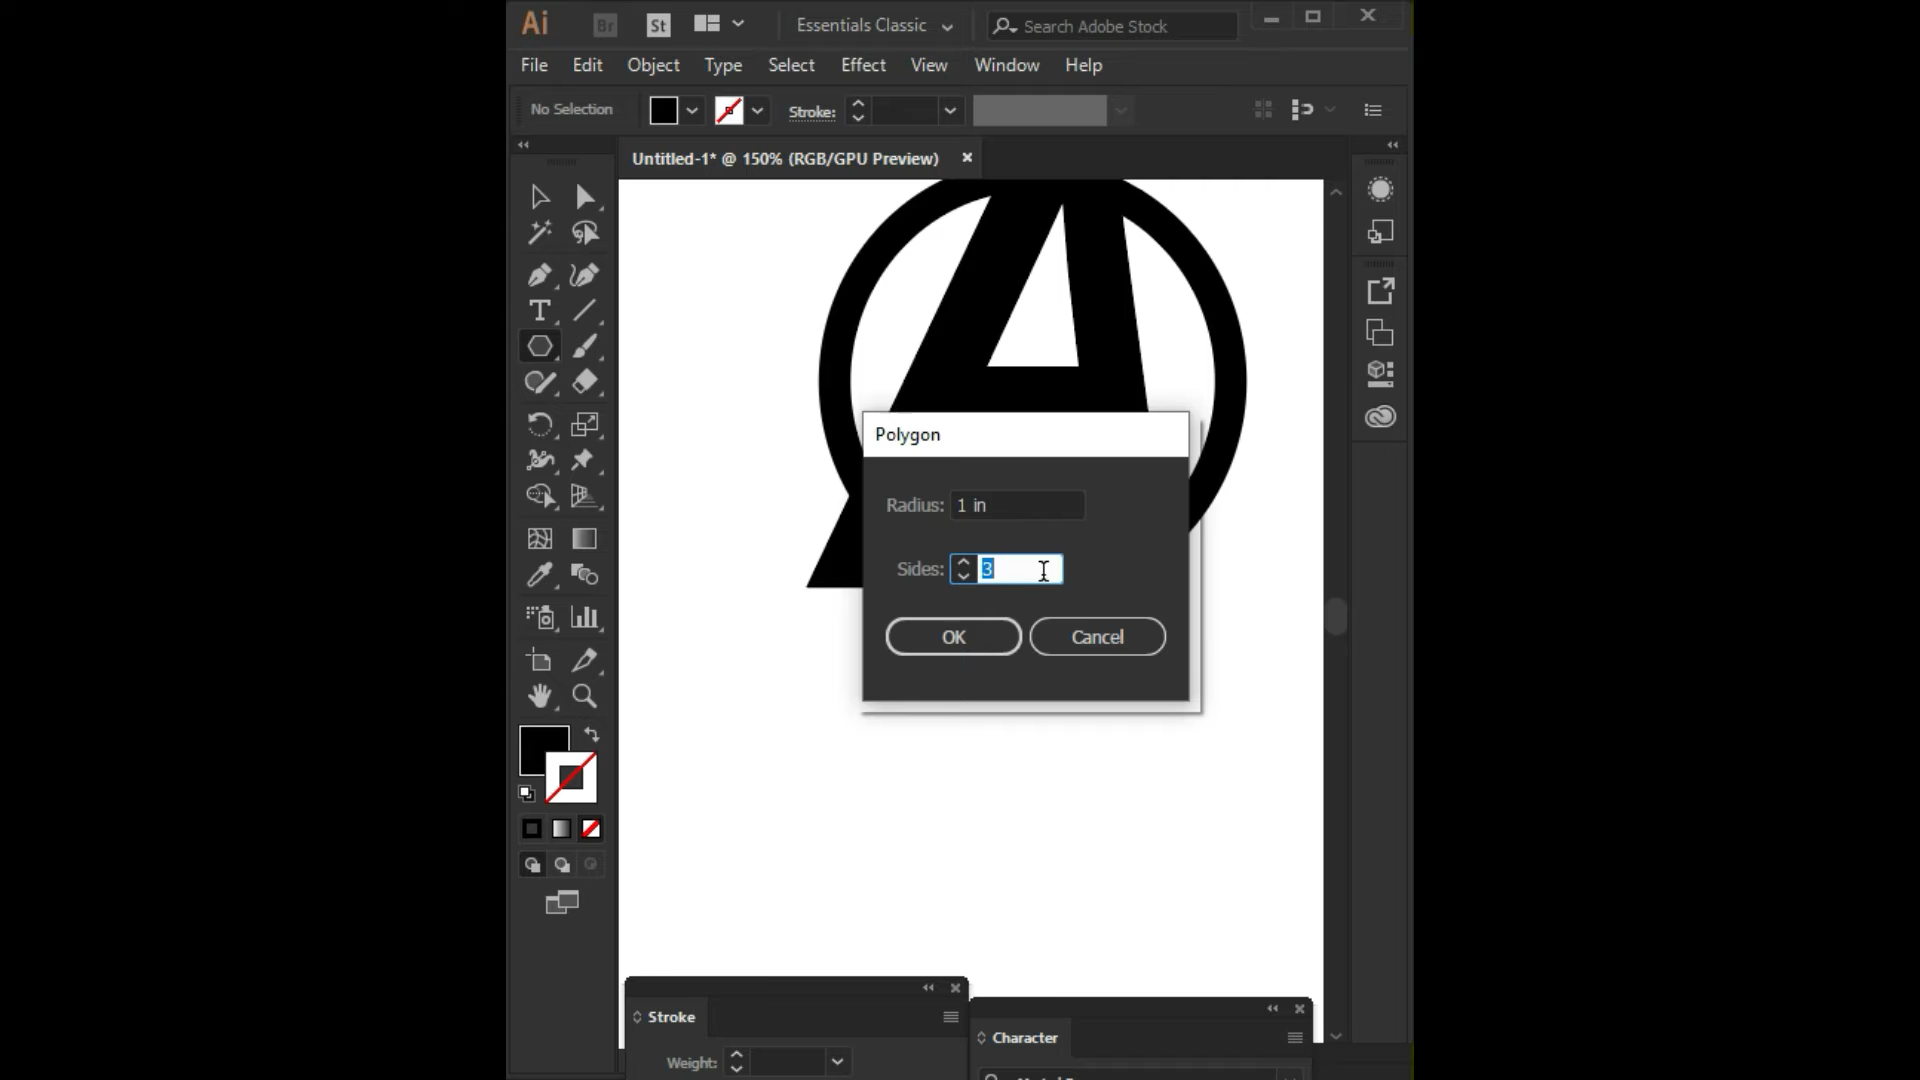 Ai Br St Essentials Classic Search Adobe Stock
File Edit Object Type Select Effect View Window Help
No Selection Stroke:
Untitled-1* @ 150% (RGB/GPU Preview)
Polygon
Radius: 1 in
Sides: 3
OK Cancel
Stroke
Weight:
Character